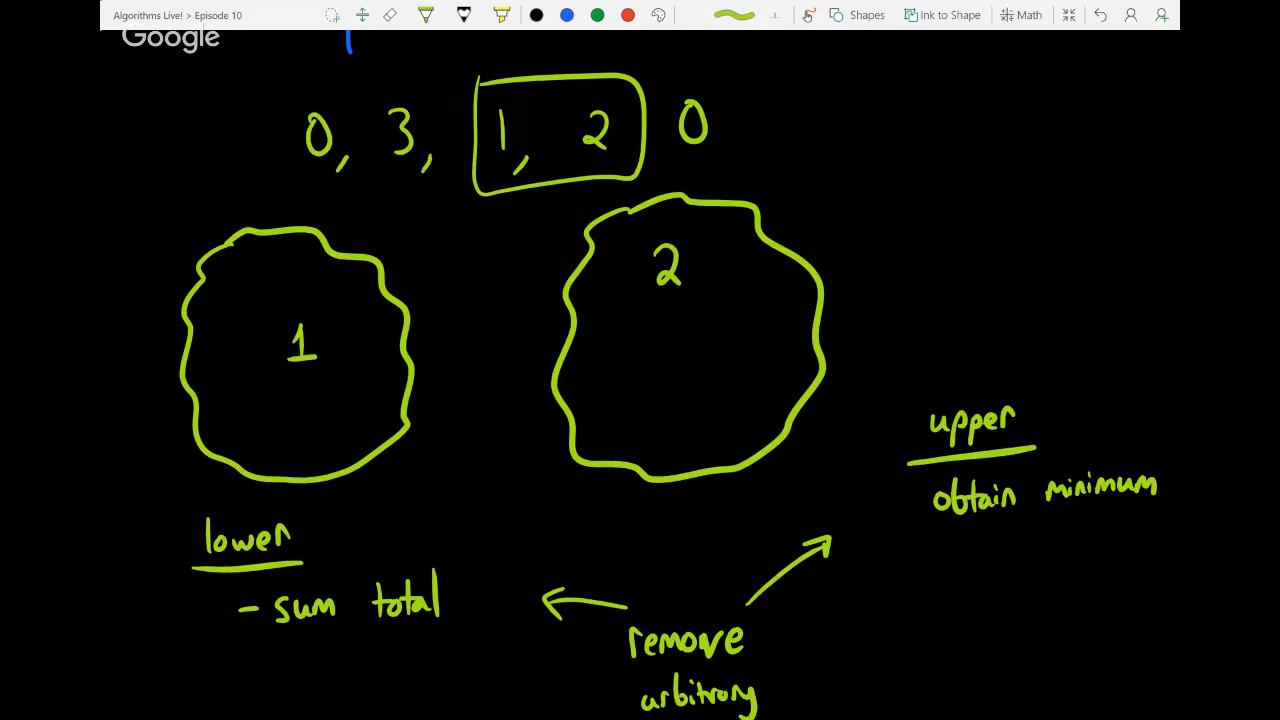 Algorithms Live! > Episode 10
Shapes
Ink to Shape
Math
Google
0, 3, 1, 2 0
1
2
upper
obtain minimum
lower
- sum total
remove
arbitrary